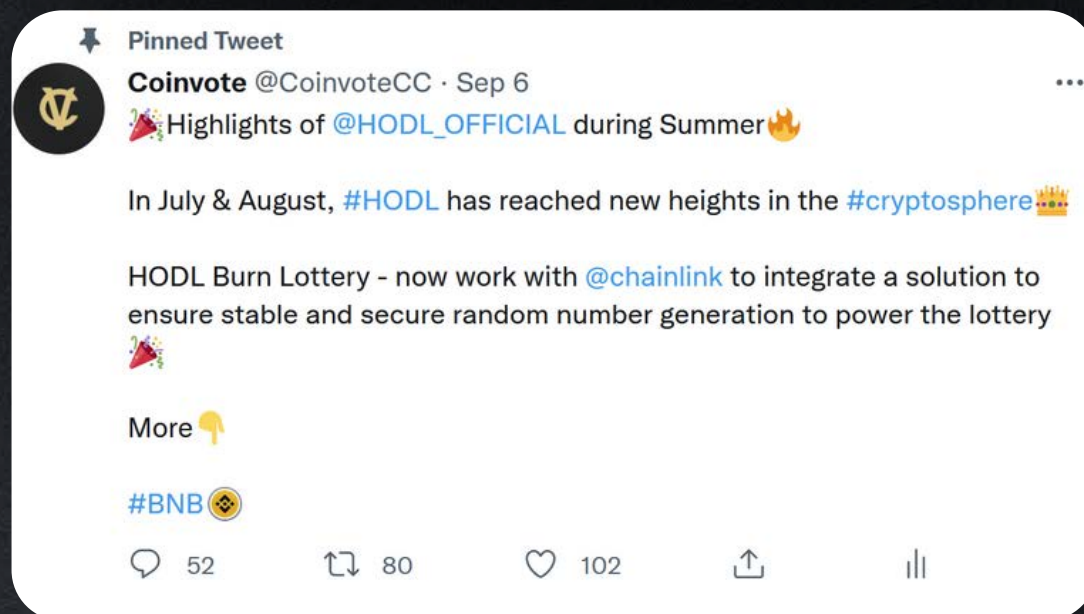 Pinned Tweet
Coinvote @CoinvoteCC · Sep 6
🎉Highlights of @HODL_OFFICIAL during Summer🔥
In July & August, #HODL has reached new heights in the #cryptosphere👑
HODL Burn Lottery - now work with @chainlink to integrate a solution to
ensure stable and secure random number generation to power the lottery
🎉
More👇
#BNB
52 80 102